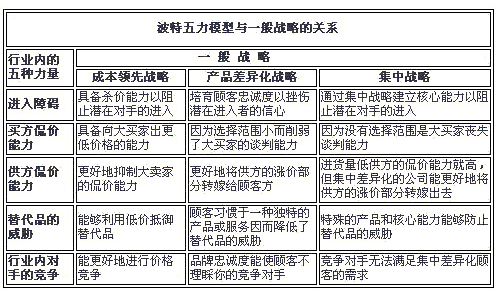 波特五力模型与一般战略的关系
行业内的
五种力量
一 般 战 略
成本领先战略
产品差异化战略
集中战略
进入障碍
具备杀价能力以阻
止潜在对手的进入
培育顾客忠诚度以挫伤
潜在进入者的信心
通过集中战略建立核心能力以阻
止潜在对手的进入
买方侃价
能力
具备向大买家出更
低价格的能力
因为选择范围小而削弱
了大买家的谈判能力
因为没有选择范围是大买家丧失
谈判能力
供方侃价
能力
更好地抑制大卖家
的侃价能力
更好地将供方的涨价部
分转嫁给顾客方
进货量低供方的侃价能力就高，
但集中差异化的公司能更好地将
供方的涨价部分转嫁出去
替代品的
威胁
能够利用低价抵御
替代品
顾客习惯于一种独特的
产品或服务因而降低了
替代品的威胁
特殊的产品和核心能力能够防止
替代品的威胁
行业内对
手的竞争
能更好地进行价格
竞争
品牌忠诚度能使顾客不
理睬你的竞争对手
竞争对手无法满足集中差异化顾
客的需求